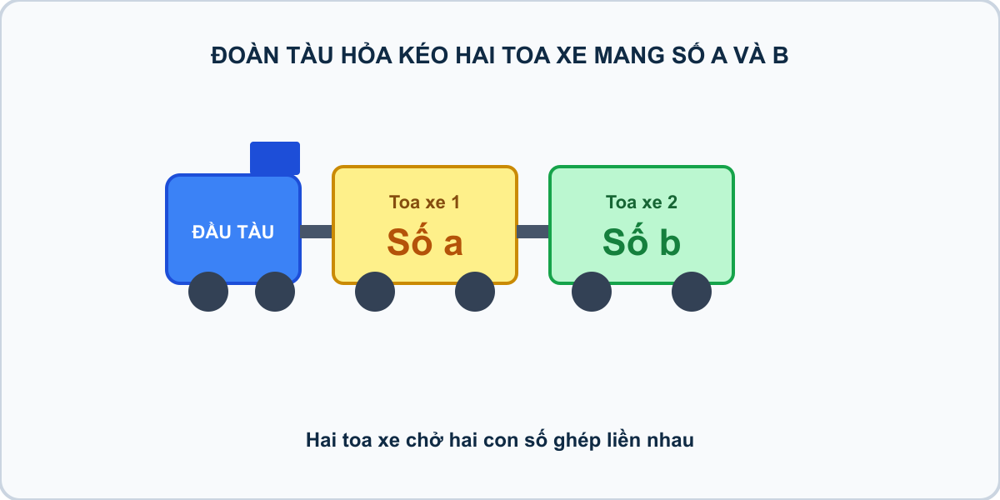 ĐOÀN TÀU HỎA KÉO HAI TOA XE MANG SỐ A VÀ B
ĐẦU TÀU
Toa xe 1
Số a
Toa xe 2
Số b
Hai toa xe chở hai con số ghép liền nhau